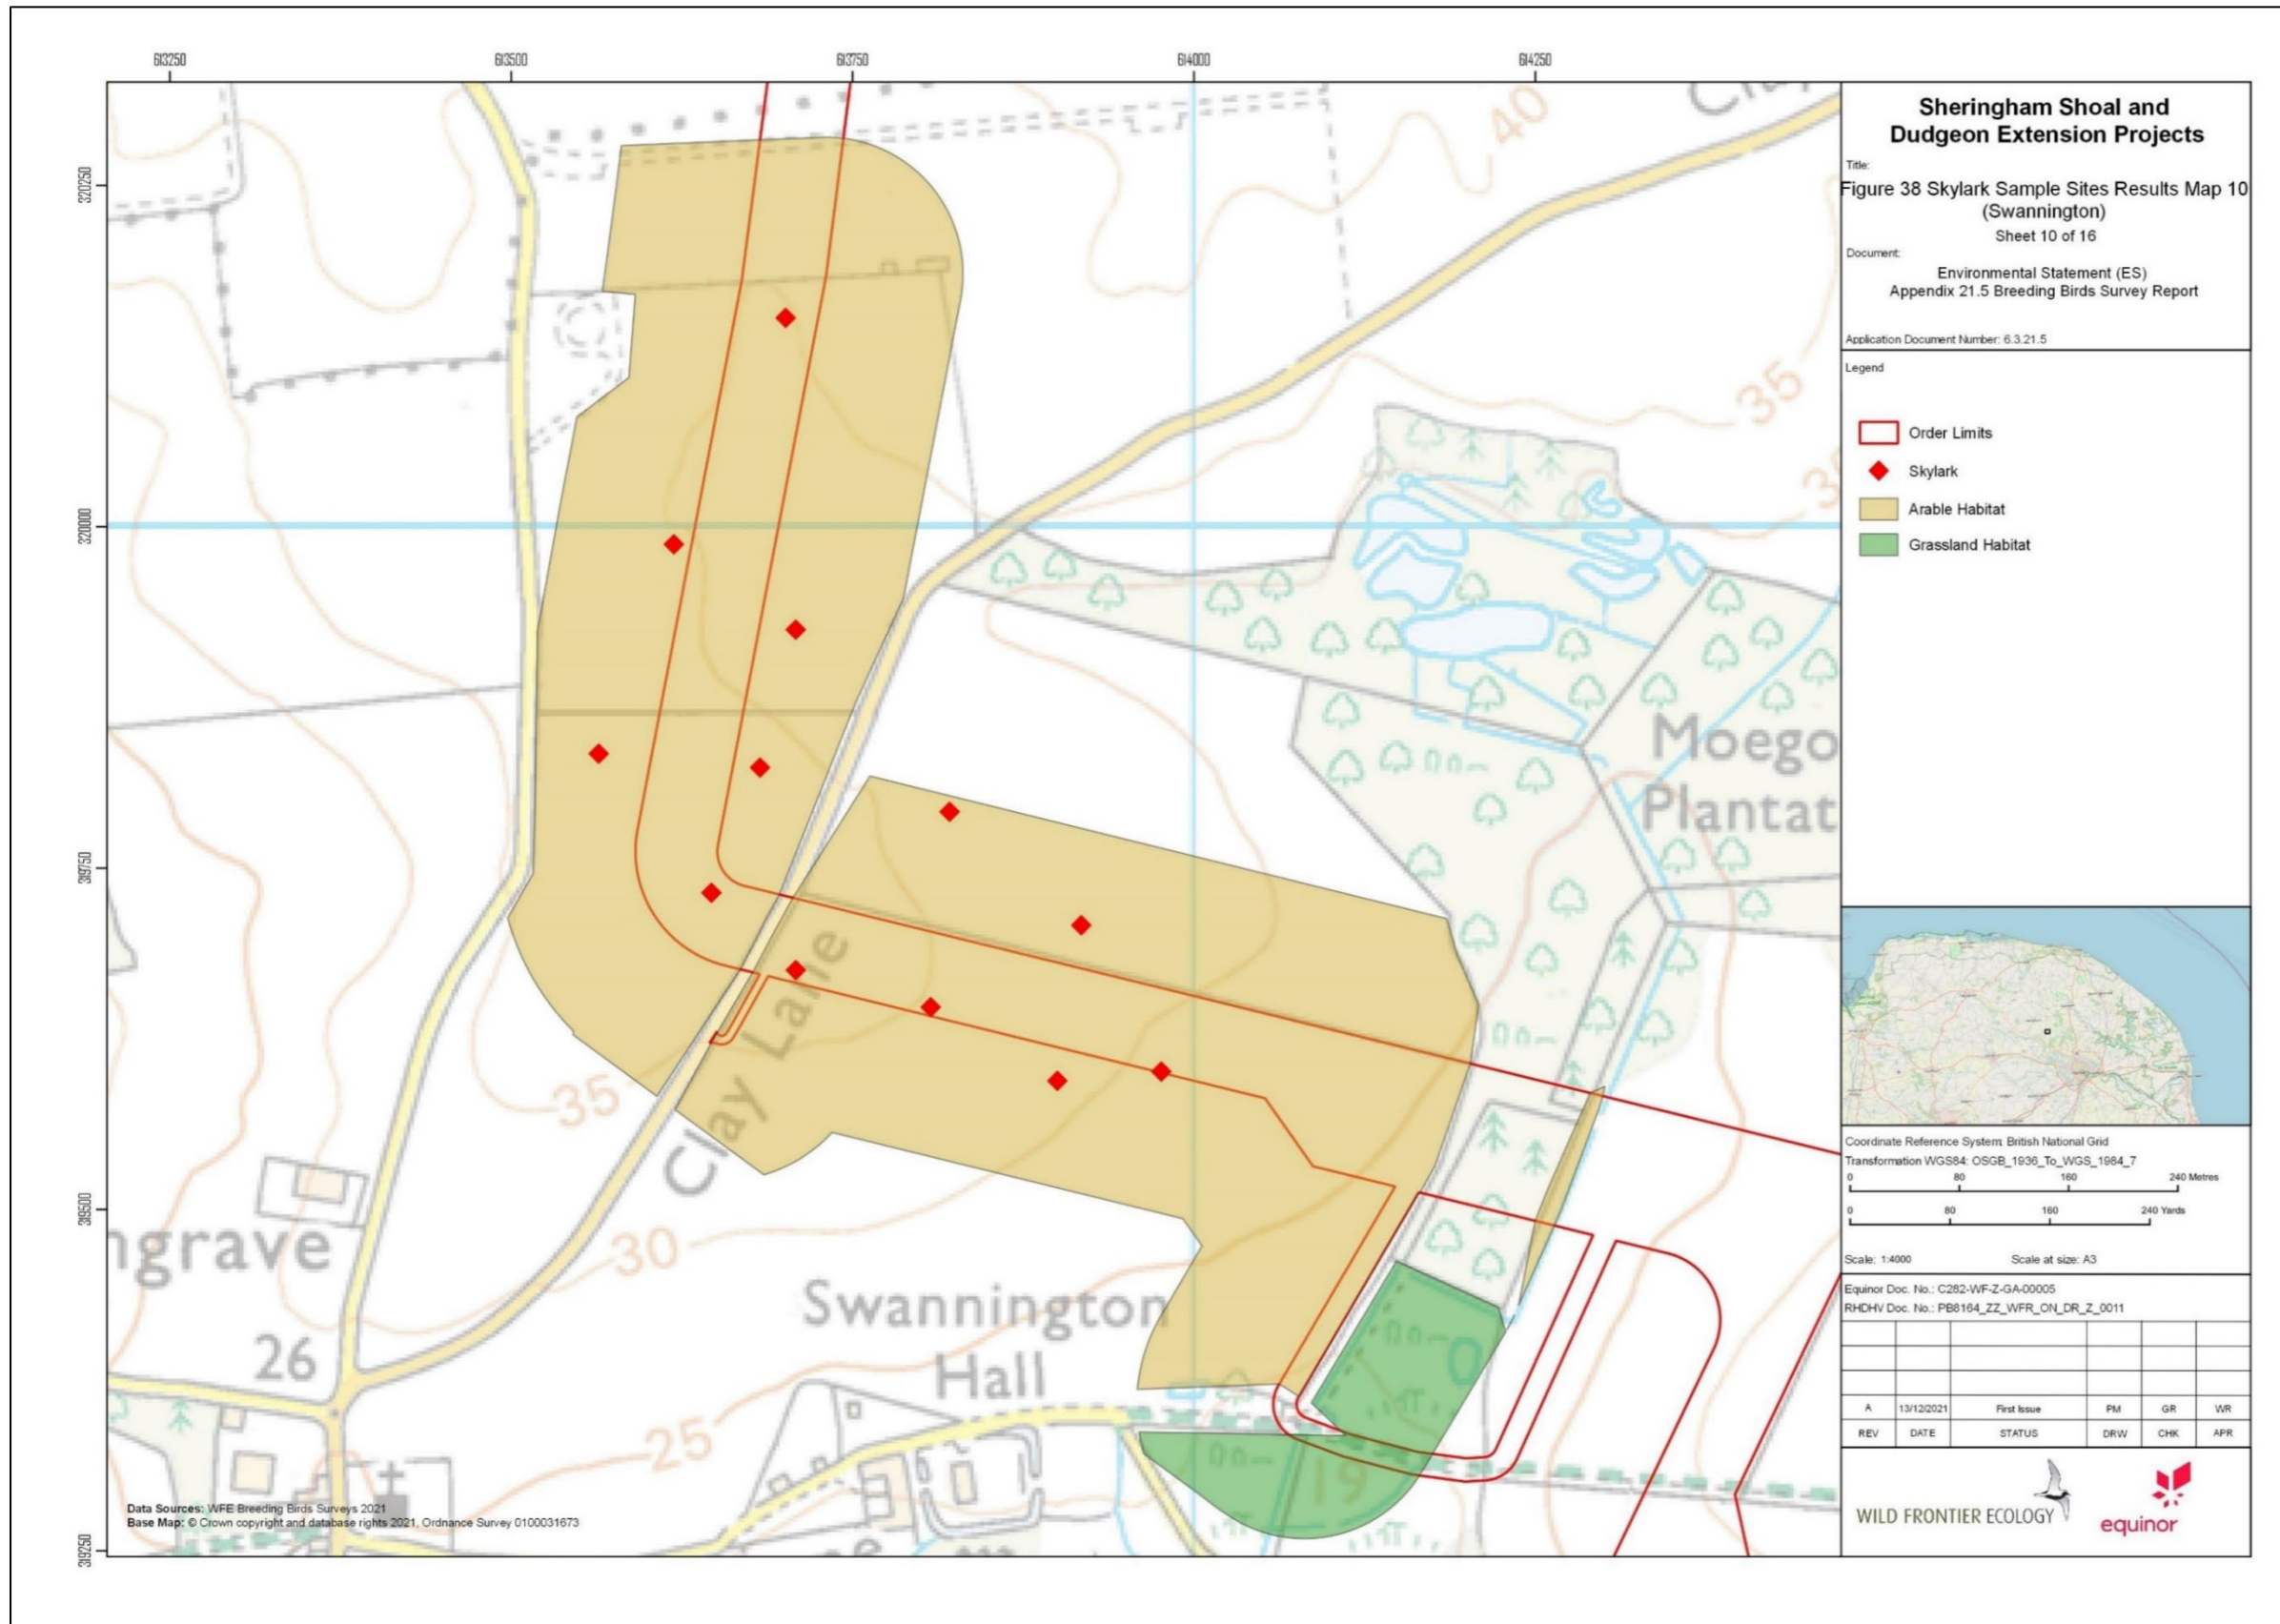 613250
613500
613750
614000
614250
320250
320000
319750
319500
319250
40
35
35
30
25
26
19
Clay Lane
Moego
Plantat
ngrave
Swannington
Hall
Data Sources: WFE Breeding Birds Surveys 2021
Base Map: © Crown copyright and database rights 2021, Ordnance Survey 0100031673
Sheringham Shoal and
Dudgeon Extension Projects
Title:
Figure 38 Skylark Sample Sites Results Map 10
(Swannington)
Sheet 10 of 16
Document:
Environmental Statement (ES)
Appendix 21.5 Breeding Birds Survey Report
Application Document Number: 6.3.21.5
Legend
Order Limits
Skylark
Arable Habitat
Grassland Habitat
Coordinate Reference System: British National Grid
Transformation WGS84: OSGB_1936_To_WGS_1984_7
0 80 160 240 Metres
0 80 160 240 Yards
Scale: 1:4000 Scale at size: A3
Equinor Doc. No.: C282-WF-Z-GA-00005
RHDHV Doc. No.: PB8164_ZZ_WFR_ON_DR_Z_0011
A 13/12/2021 First Issue PM GR WR
REV DATE STATUS DRW CHK APR
WILD FRONTIER ECOLOGY
equinor